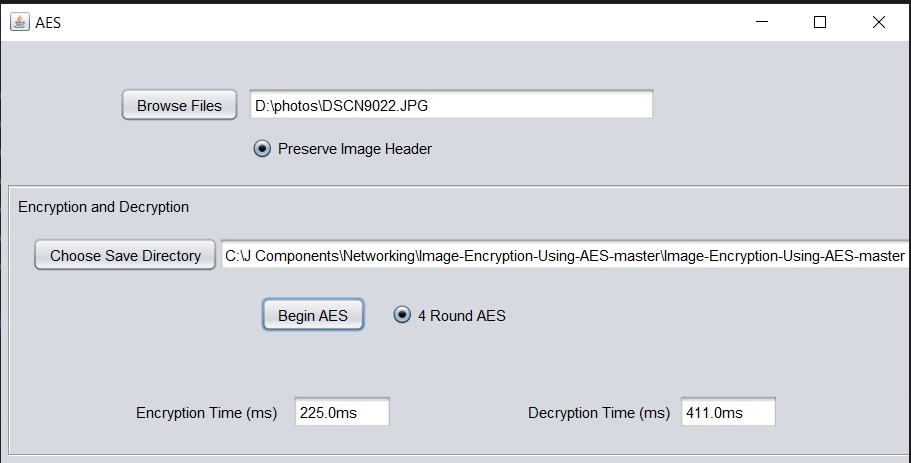 AES
Browse Files D:\photos\DSCN9022.JPG
Preserve Image Header
Encryption and Decryption
Choose Save Directory C:\J Components\Networking\Image-Encryption-Using-AES-master\Image-Encryption-Using-AES-master
Begin AES 4 Round AES
Encryption Time (ms) 225.0ms Decryption Time (ms) 411.0ms